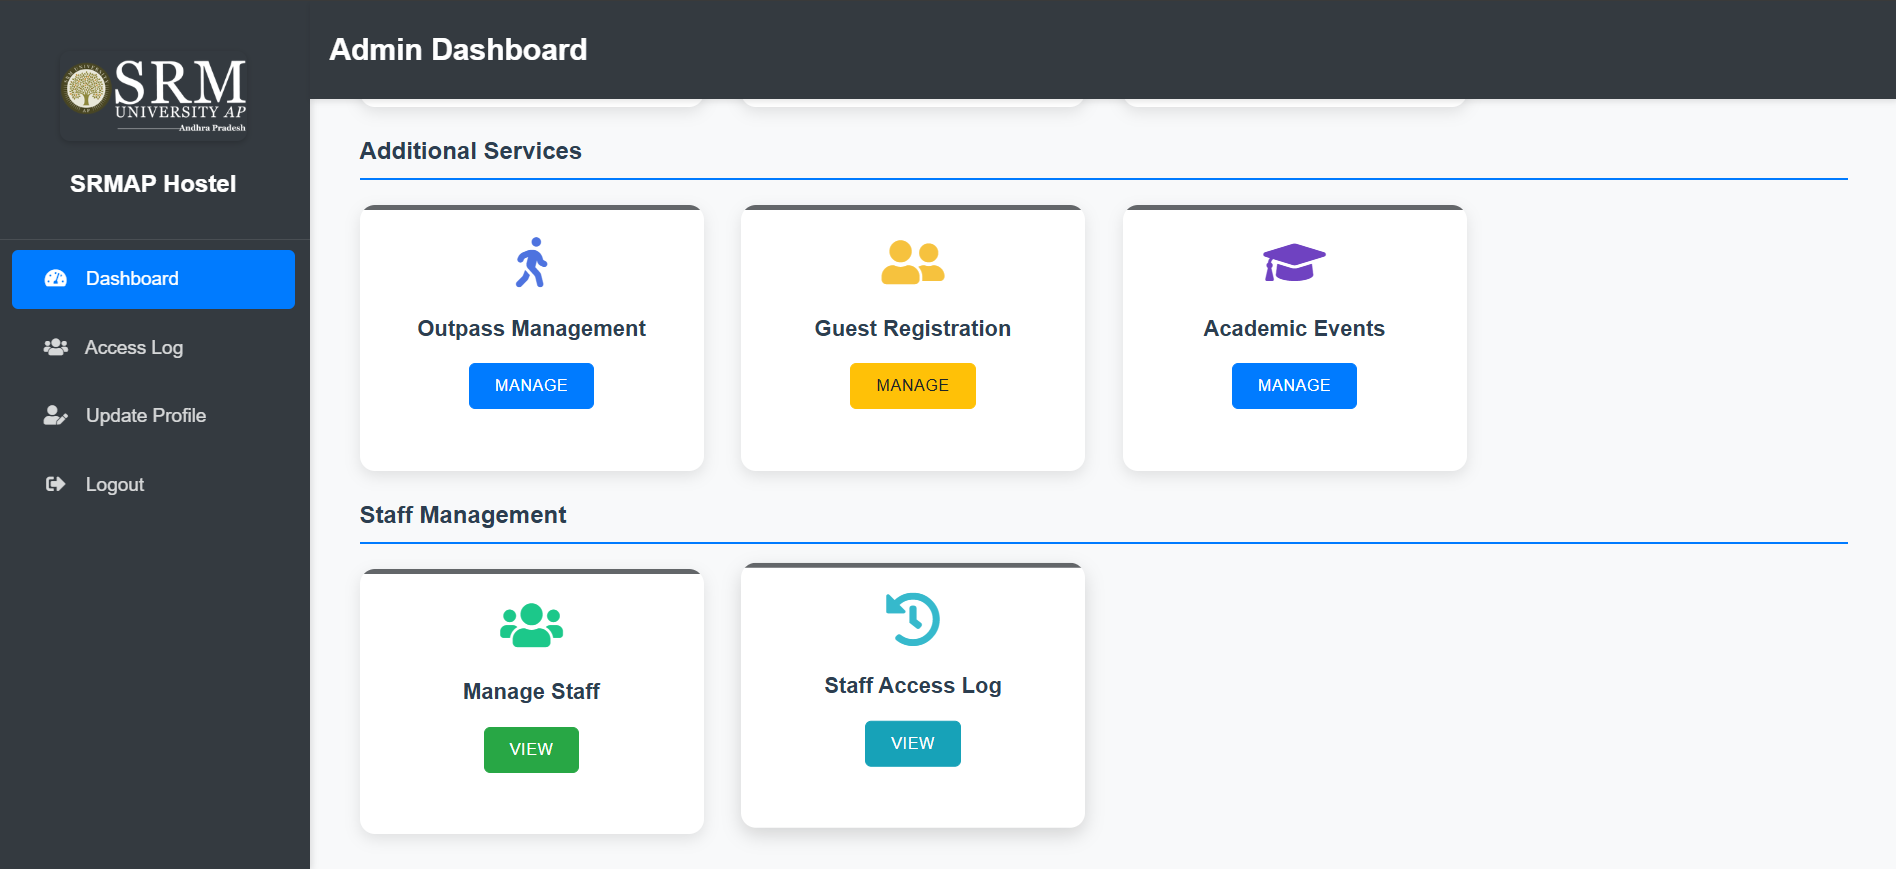 SRM
UNIVERSITY AP
Andhra Pradesh
SRMAP Hostel
Dashboard
Access Log
Update Profile
Logout
Admin Dashboard
Additional Services
Outpass Management
MANAGE
Guest Registration
MANAGE
Academic Events
MANAGE
Staff Management
Manage Staff
VIEW
Staff Access Log
VIEW